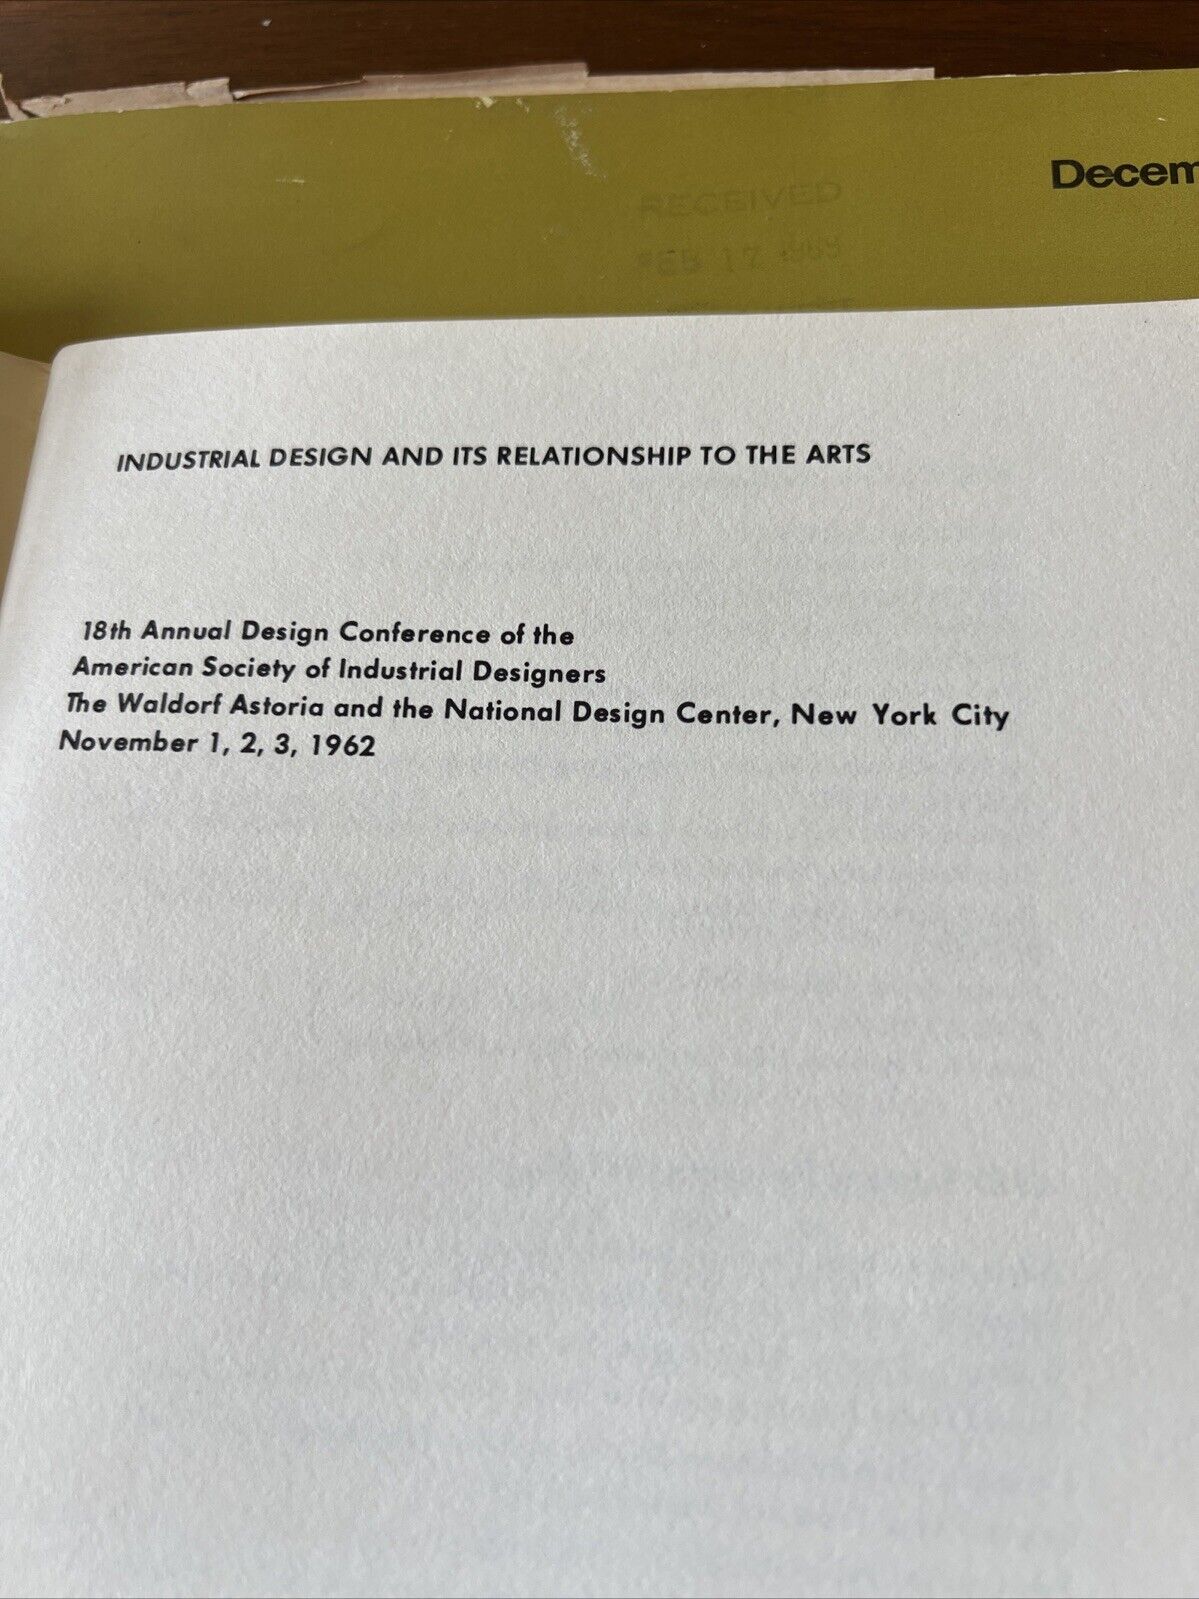 Decem
RECEIVED
INDUSTRIAL DESIGN AND ITS RELATIONSHIP TO THE ARTS
18th Annual Design Conference of the
American Society of Industrial Designers
The Waldorf Astoria and the National Design Center, New York City
November 1, 2, 3, 1962